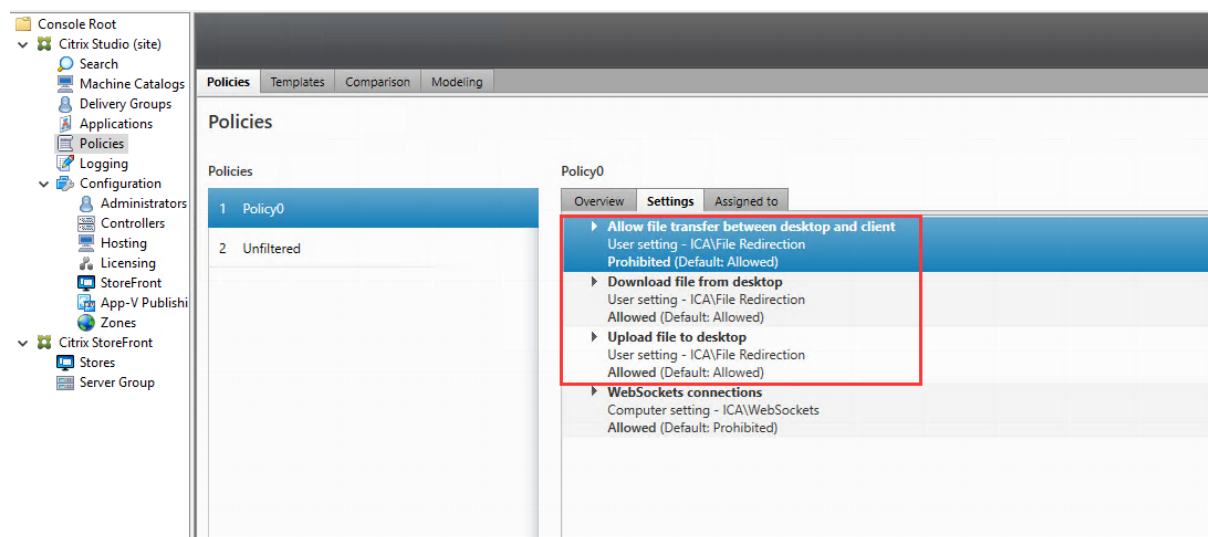 Console Root
Citrix Studio (site)
Search
Machine Catalogs
Delivery Groups
Applications
Policies
Logging
Configuration
Administrators
Controllers
Hosting
Licensing
StoreFront
App-V Publishi
Zones
Citrix StoreFront
Stores
Server Group
Policies Templates Comparison Modeling
Policies
Policies
1 Policy0
2 Unfiltered
Policy0
Overview Settings Assigned to
Allow file transfer between desktop and client
User setting - ICA\File Redirection
Prohibited (Default: Allowed)
Download file from desktop
User setting - ICA\File Redirection
Allowed (Default: Allowed)
Upload file to desktop
User setting - ICA\File Redirection
Allowed (Default: Allowed)
WebSockets connections
Computer setting - ICA\WebSockets
Allowed (Default: Prohibited)